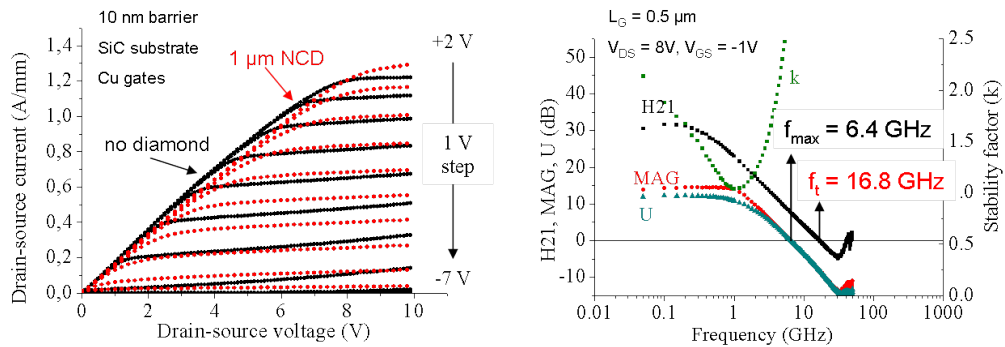 10 nm barrier
SiC substrate
Cu gates
1 µm NCD
no diamond
+2 V
1 V
step
-7 V
Drain-source current (A/mm)
1,4
1,2
1,0
0,8
0,6
0,4
0,2
0,0
0 1 2 3 4 5 6 7 8 9 10
Drain-source voltage (V)
L_G = 0.5 µm
V_DS = 8V, V_GS = -1V
H21, MAG, U (dB)
50
40
30
20
10
0
-10
H21
MAG
U
k
f_max = 6.4 GHz
f_t = 16.8 GHz
2.5
2.0
1.5
1.0
0.5
0.0
Stability factor (k)
0.01 0.1 1 10 100 1000
Frequency (GHz)